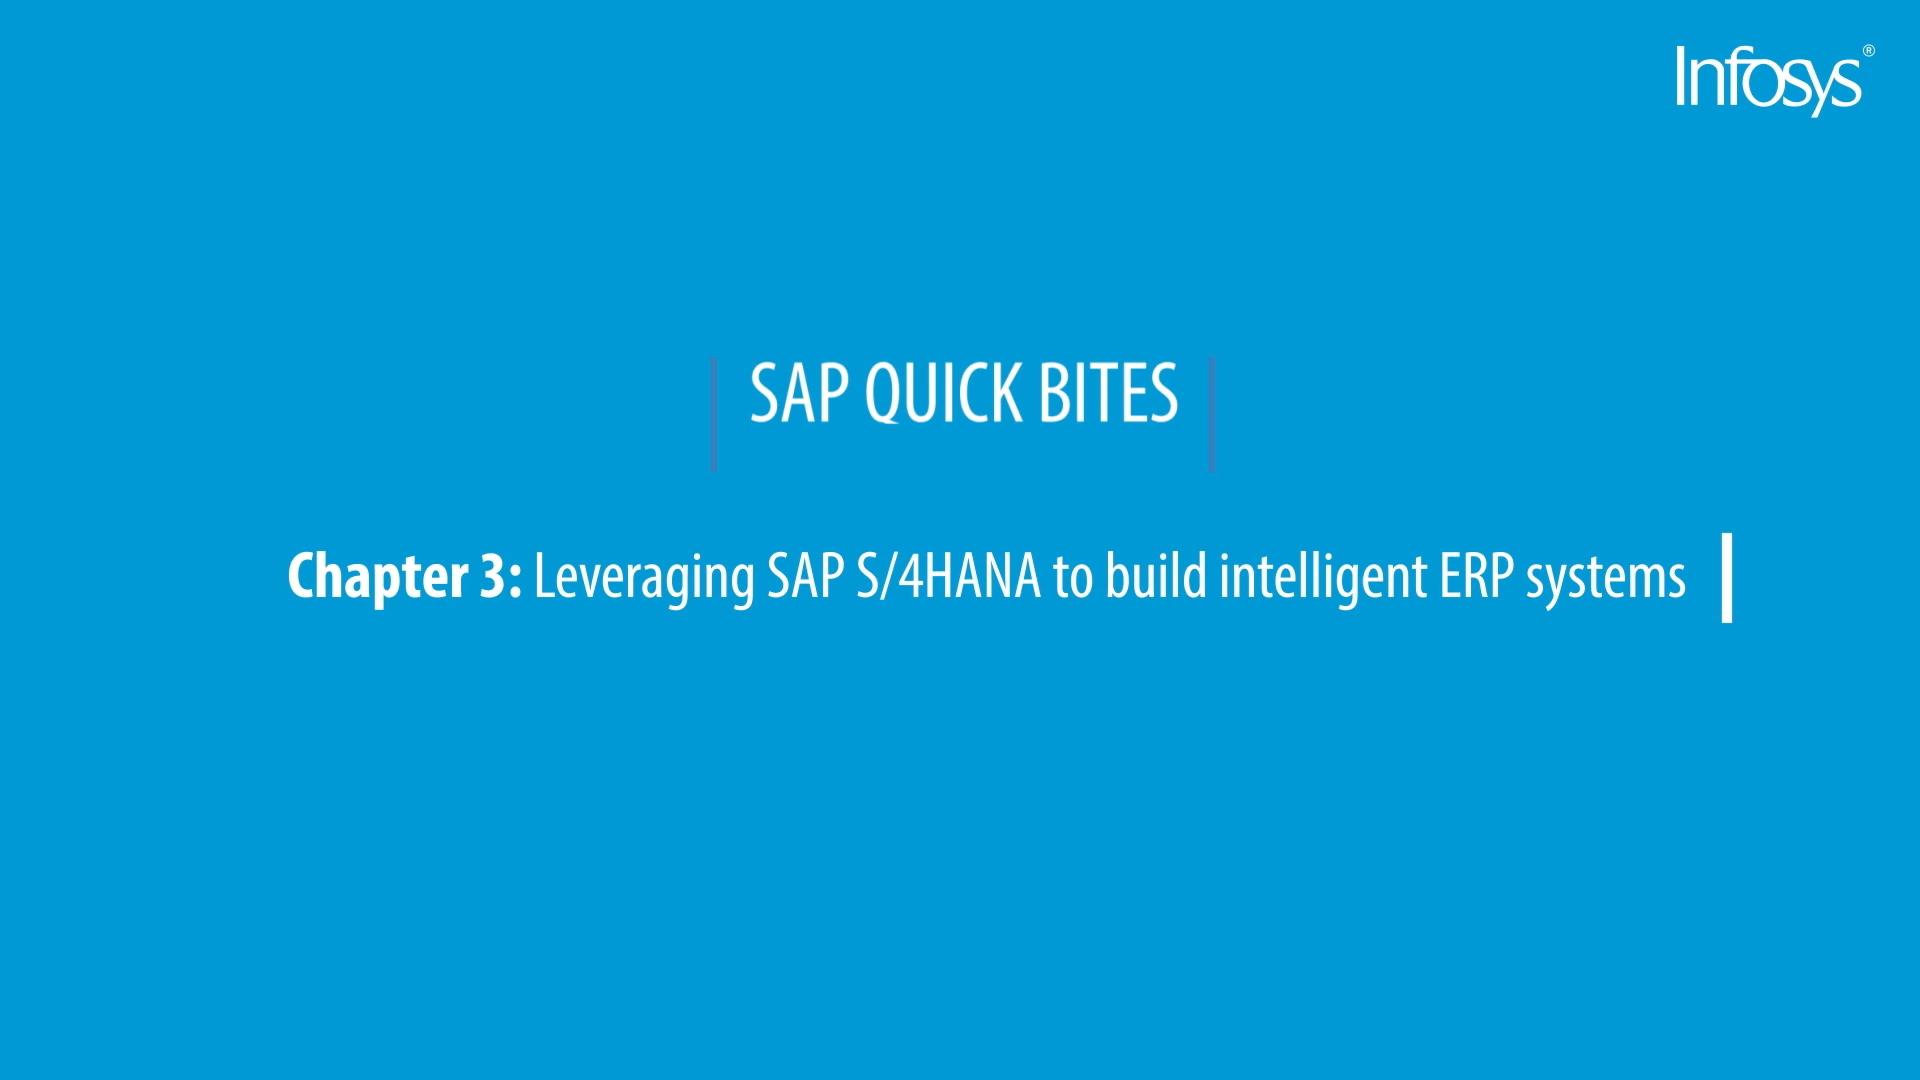 Infosys®
SAP QUICK BITES
Chapter 3: Leveraging SAP S/4HANA to build intelligent ERP systems